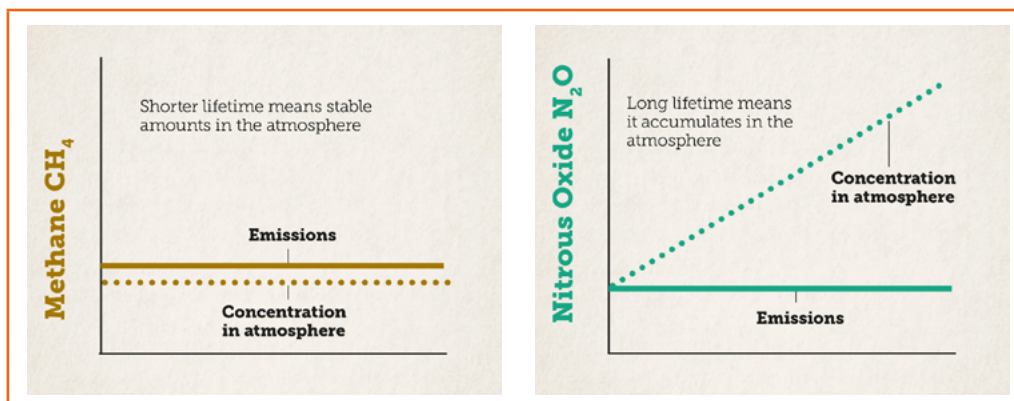 Methane CH₄
Shorter lifetime means stable
amounts in the atmosphere
Emissions
Concentration
in atmosphere
Nitrous Oxide N₂O
Long lifetime means
it accumulates in the
atmosphere
Concentration
in atmosphere
Emissions